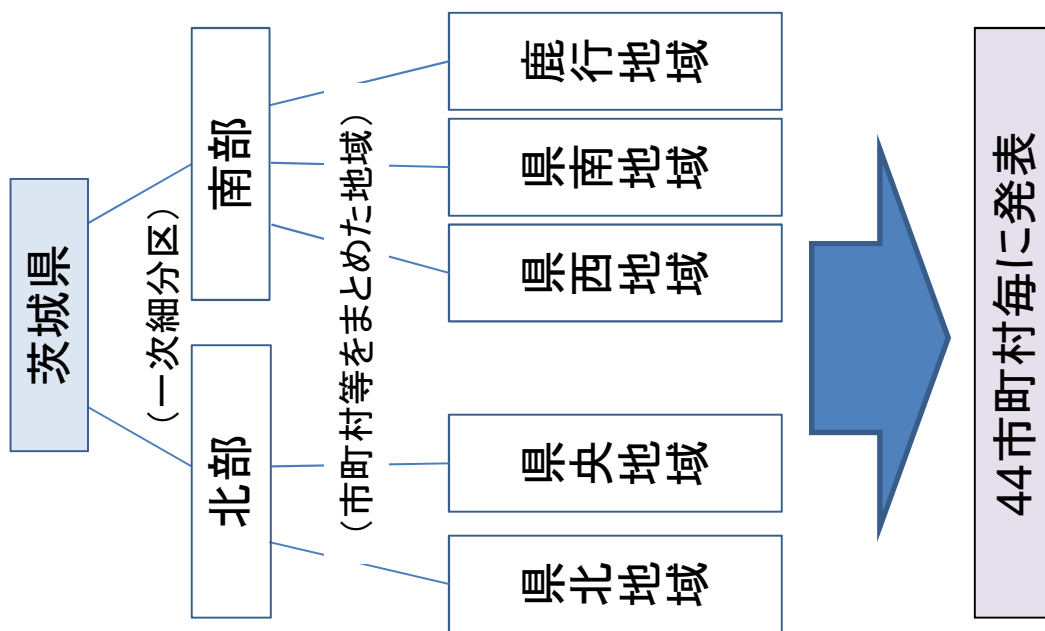 茨城県
（一次細分区）
北部
南部
（市町村等をまとめた地域）
県北地域
県央地域
県西地域
県南地域
鹿行地域
44市町村毎に発表